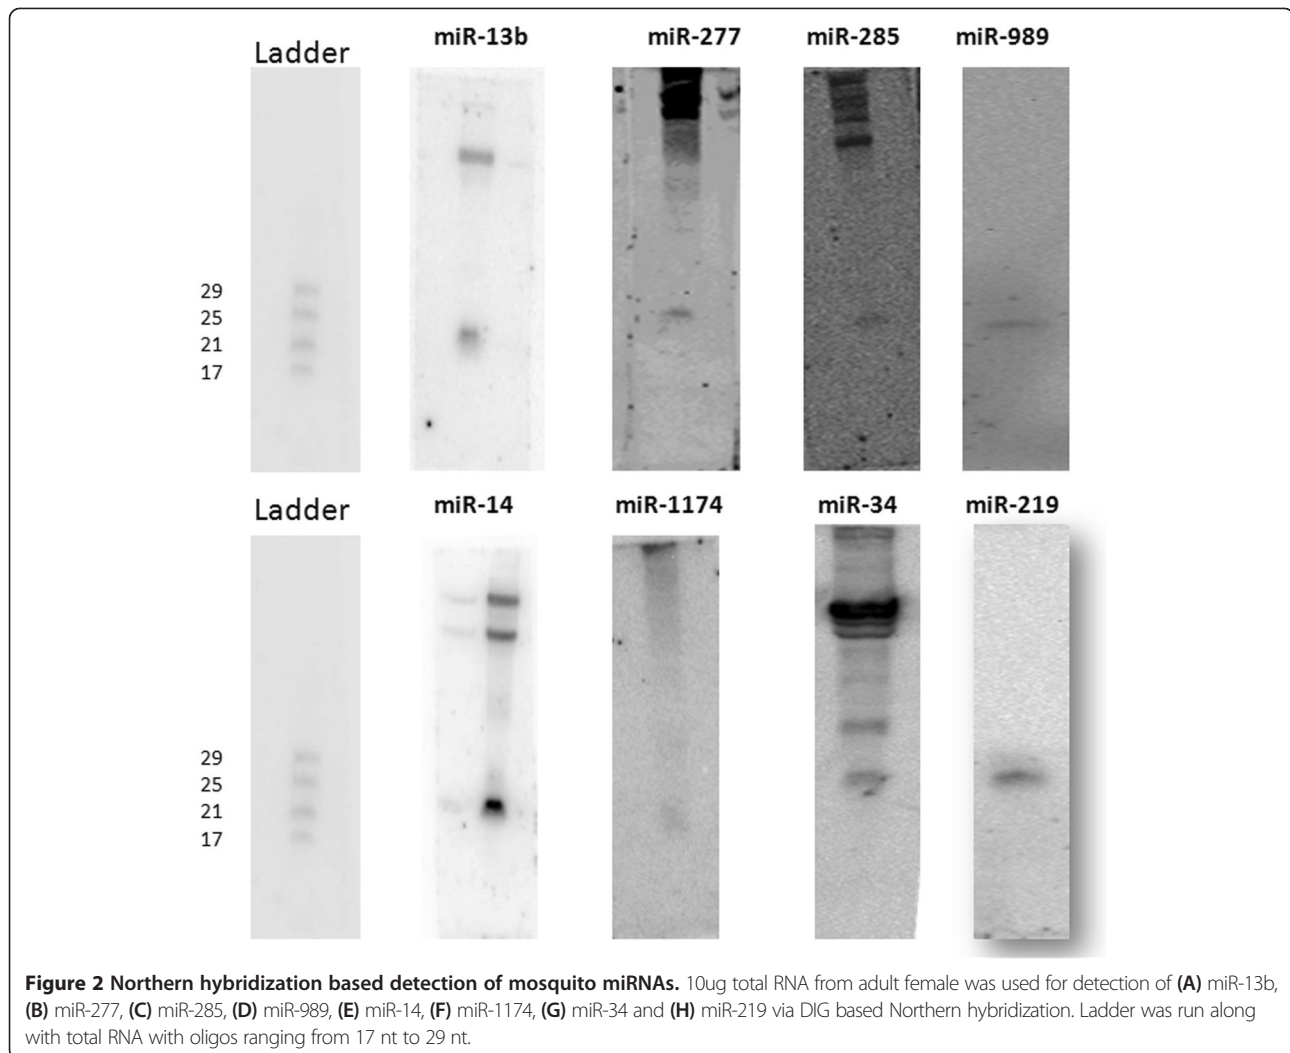 Ladder miR-13b miR-277 miR-285 miR-989
29
25
21
17
Ladder miR-14 miR-1174 miR-34 miR-219
29
25
21
17
Figure 2 Northern hybridization based detection of mosquito miRNAs. 10ug total RNA from adult female was used for detection of (A) miR-13b,
(B) miR-277, (C) miR-285, (D) miR-989, (E) miR-14, (F) miR-1174, (G) miR-34 and (H) miR-219 via DIG based Northern hybridization. Ladder was run along
with total RNA with oligos ranging from 17 nt to 29 nt.